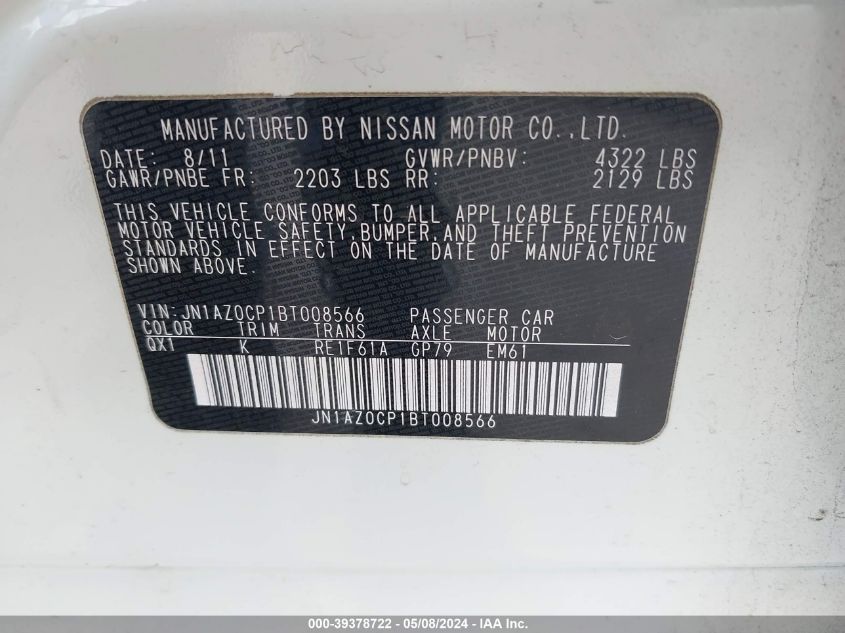 MANUFACTURED BY NISSAN MOTOR CO.,LTD.
DATE: 8/11 GVWR/PNBV: 4322 LBS
GAWR/PNBE FR: 2203 LBS RR: 2129 LBS
THIS VEHICLE CONFORMS TO ALL APPLICABLE FEDERAL
MOTOR VEHICLE SAFETY,BUMPER,AND THEFT PREVENTION
STANDARDS IN EFFECT ON THE DATE OF MANUFACTURE
SHOWN ABOVE.
VIN:JN1AZ0CP1BT008566 PASSENGER CAR
COLOR TRIM TRANS AXLE MOTOR
QX1 K RE1F61A GP79 EM61
JN1AZ0CP1BT008566
000-39378722 - 05/08/2024 - IAA Inc.